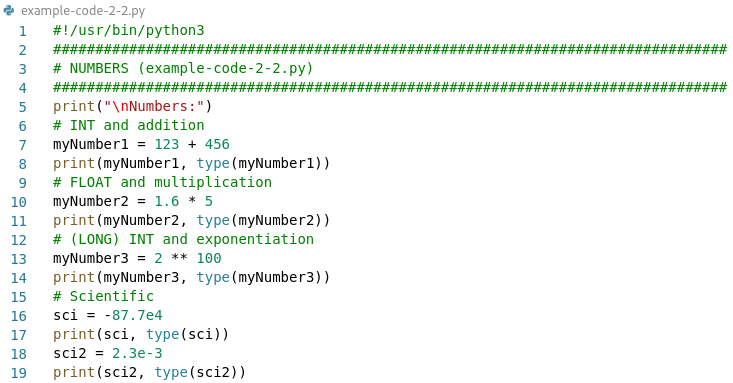 example-code-2-2.py
1 #!/usr/bin/python3
2 ################################################################################
3 # NUMBERS (example-code-2-2.py)
4 ################################################################################
5 print("\nNumbers:")
6 # INT and addition
7 myNumber1 = 123 + 456
8 print(myNumber1, type(myNumber1))
9 # FLOAT and multiplication
10 myNumber2 = 1.6 * 5
11 print(myNumber2, type(myNumber2))
12 # (LONG) INT and exponentiation
13 myNumber3 = 2 ** 100
14 print(myNumber3, type(myNumber3))
15 # Scientific
16 sci = -87.7e4
17 print(sci, type(sci))
18 sci2 = 2.3e-3
19 print(sci2, type(sci2))